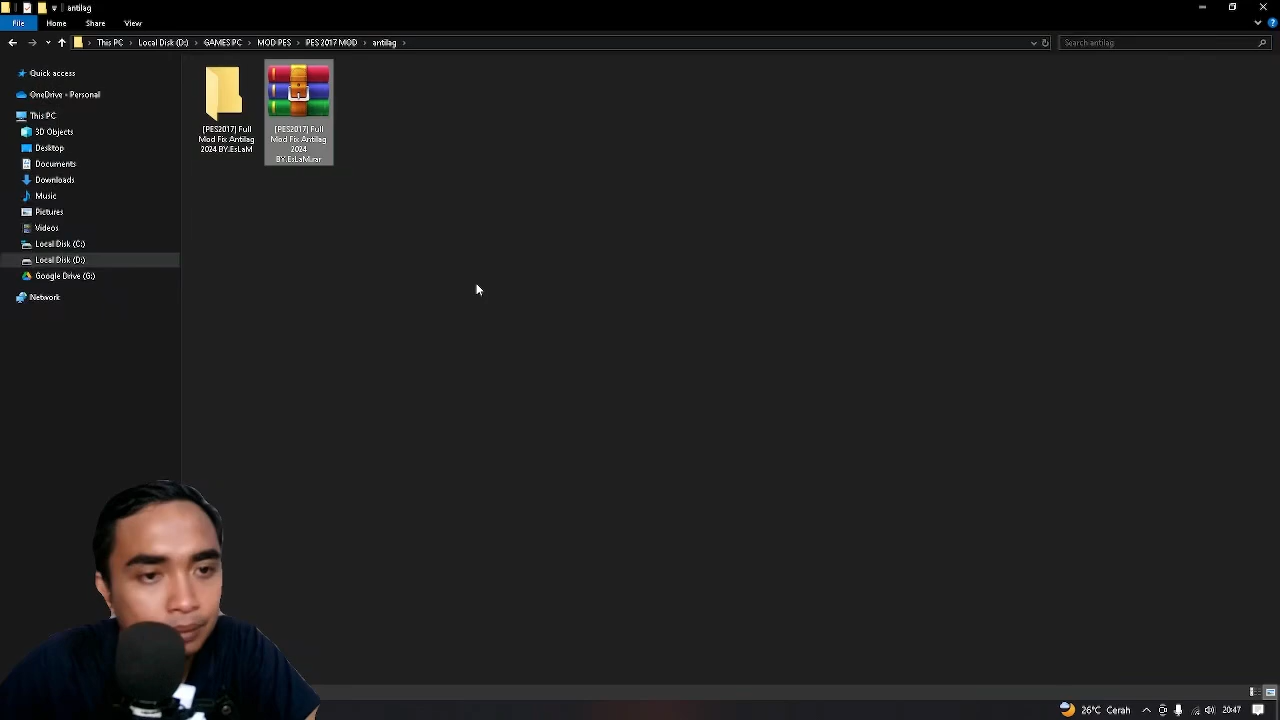 antilag
File Home Share View
This PC Local Disk (D:) GAMES PC MOD PES PES 2017 MOD antilag
Search antilag
Quick access
OneDrive - Personal
This PC
3D Objects
Desktop
Documents
Downloads
Music
Pictures
Videos
Local Disk (C:)
Local Disk (D:)
Google Drive (G:)
Network
[PES2017] Full
Mod Fix Antilag
2024 BY.EsLaM
[PES2017] Full
Mod Fix Antilag
2024
BY.EsLaM.rar
26°C Cerah 20:47